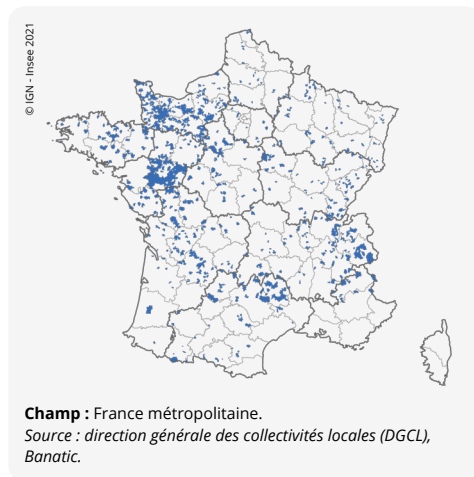 © IGN - Insee 2021
Champ : France métropolitaine.
Source : direction générale des collectivités locales (DGCL),
Banatic.